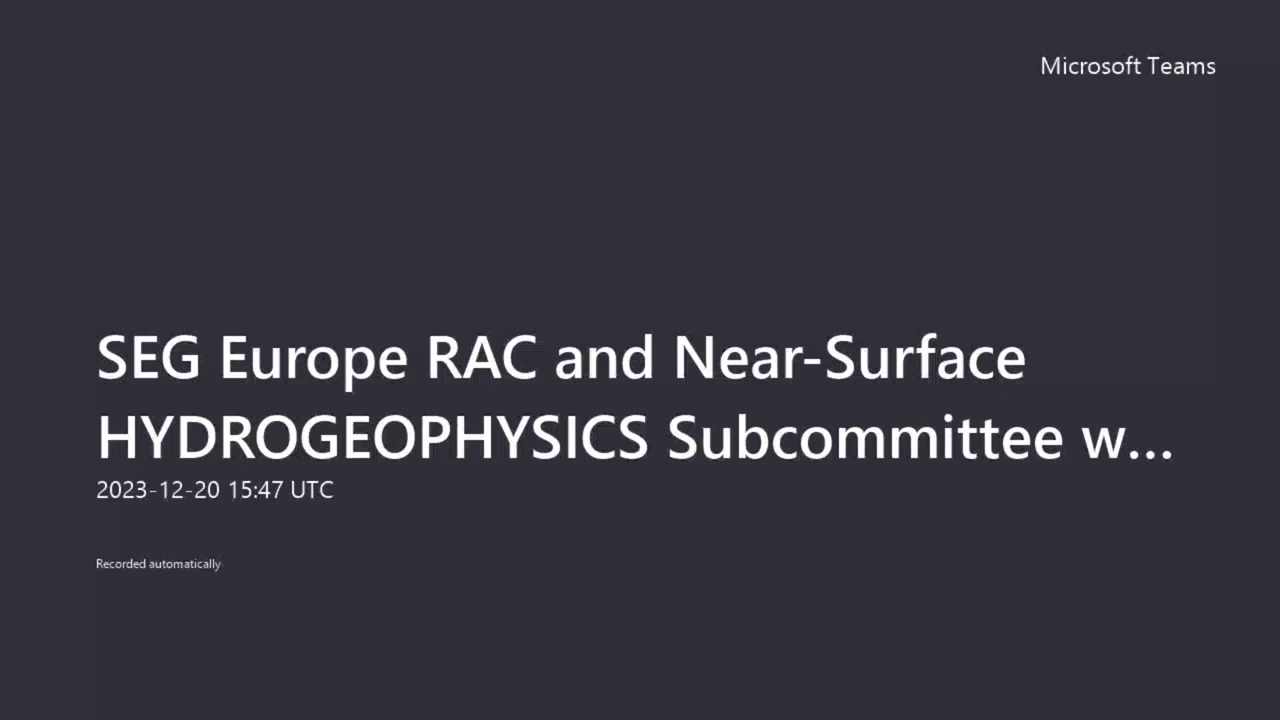 Microsoft Teams
SEG Europe RAC and Near-Surface
HYDROGEOPHYSICS Subcommittee w...
2023-12-20 15:47 UTC
Recorded automatically